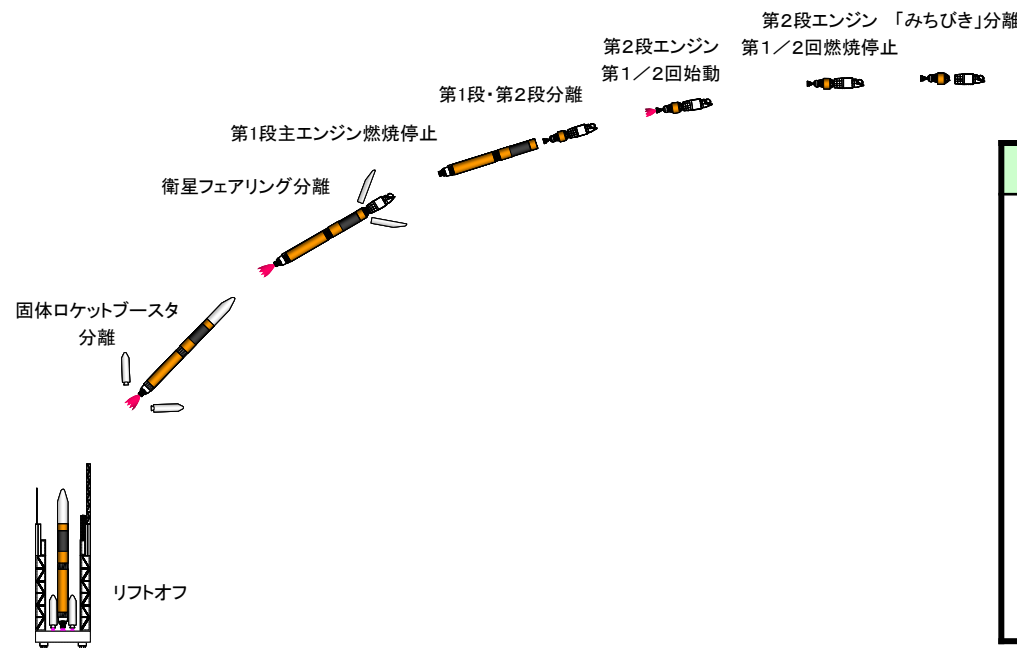 第2段エンジン 「みちびき」分離
第1／2回燃焼停止
第2段エンジン
第1／2回始動
第1段・第2段分離
第1段主エンジン燃焼停止
衛星フェアリング分離
固体ロケットブースタ
分離
リフトオフ